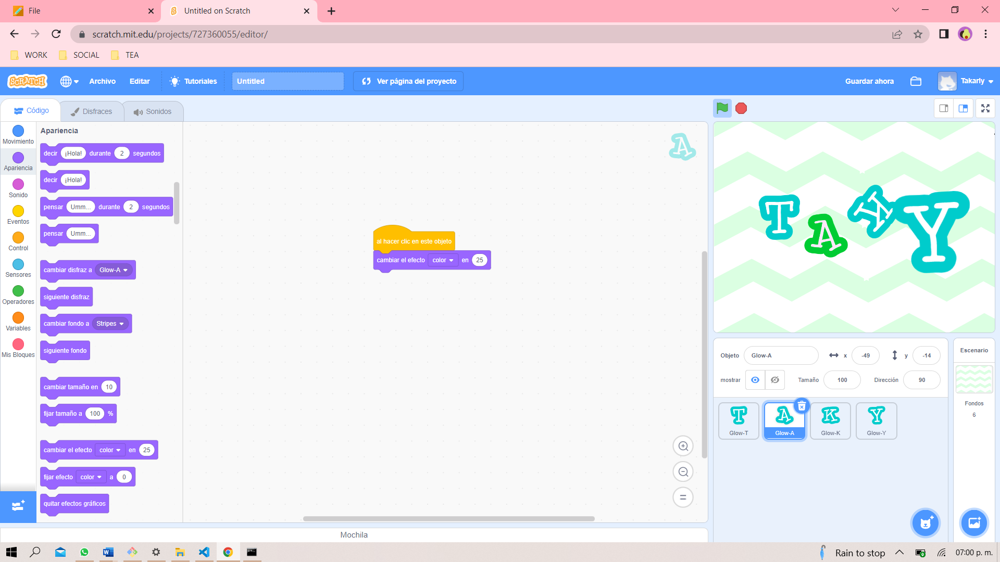 File
Untitled on Scratch
scratch.mit.edu/projects/727360055/editor/
WORK
SOCIAL
TEA
SCRATCH
Archivo
Editar
Tutoriales
Untitled
Ver página del proyecto
Guardar ahora
Takarly
Código
Disfraces
Sonidos
Movimiento
Apariencia
Sonido
Eventos
Control
Sensores
Operadores
Variables
Mis Bloques
Apariencia
decir ¡Hola! durante 2 segundos
decir ¡Hola!
pensar Umm... durante 2 segundos
pensar Umm...
cambiar disfraz a Glow-A
siguiente disfraz
cambiar fondo a Stripes
siguiente fondo
cambiar tamaño en 10
fijar tamaño a 100 %
cambiar el efecto color en 25
fijar efecto color a 0
quitar efectos gráficos
al hacer clic en este objeto
cambiar el efecto color en 25
A
T A K Y
Objeto Glow-A x -49 y -14
mostrar Tamaño 100 Dirección 90
T
Glow-T
A
Glow-A
K
Glow-K
Y
Glow-Y
Escenario
Fondos
6
Mochila
Rain to stop
07:00 p. m.